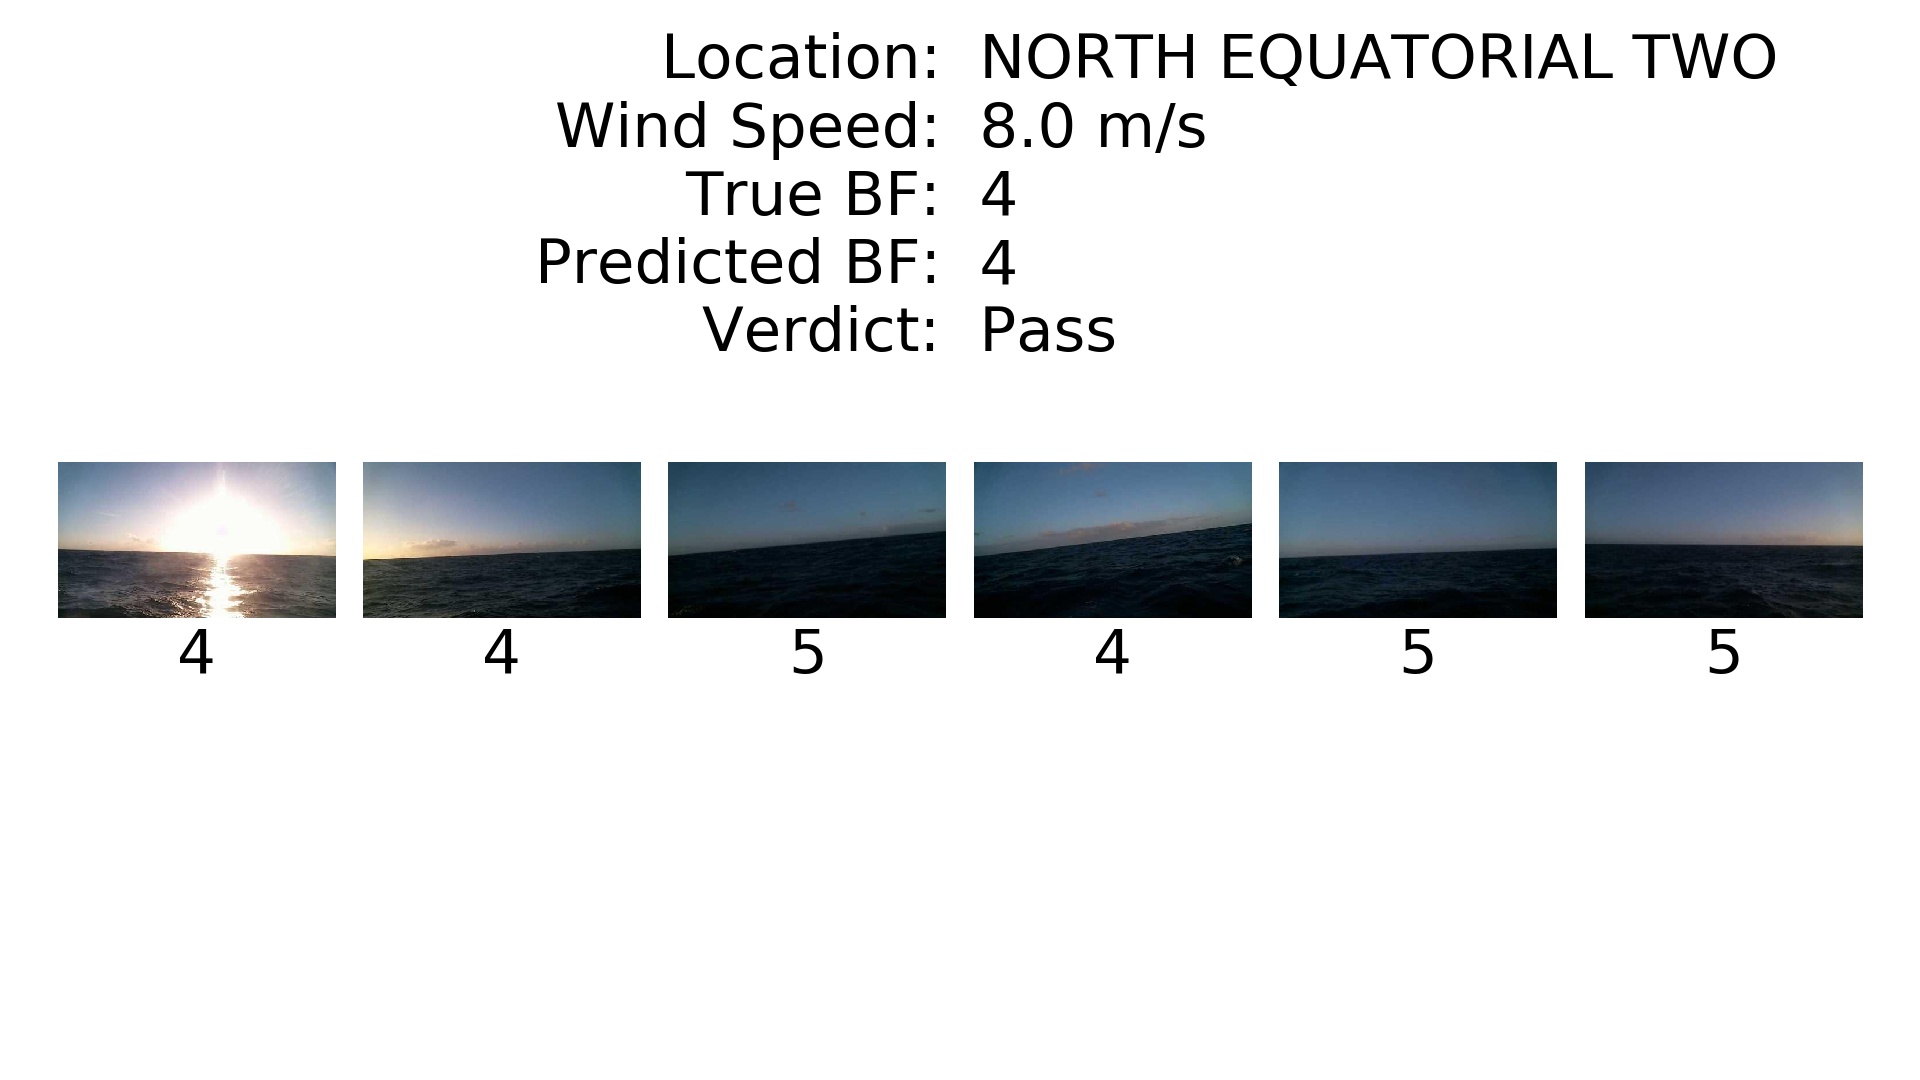 Location: NORTH EQUATORIAL TWO
Wind Speed: 8.0 m/s
True BF: 4
Predicted BF: 4
Verdict: Pass
4 4 5 4 5 5